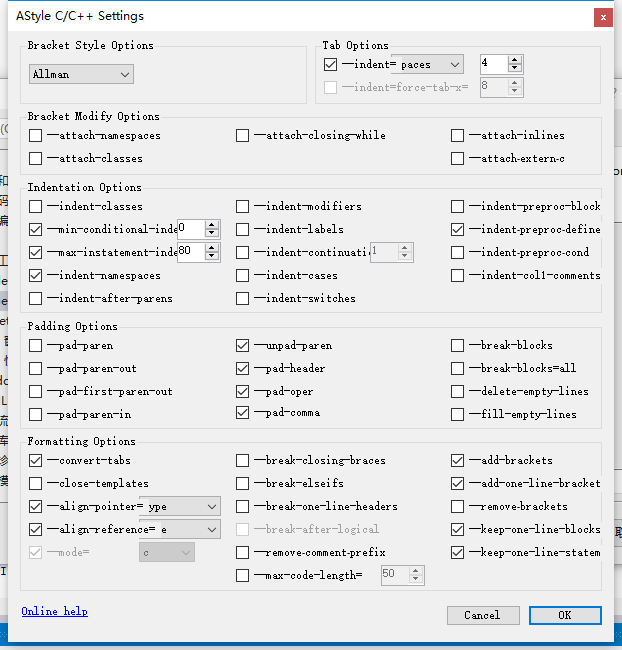 AStyle C/C++ Settings
Bracket Style Options
Allman
Tab Options
--indent= paces 4
--indent=force-tab-x= 8
Bracket Modify Options
--attach-namespaces --attach-closing-while --attach-inlines
--attach-classes --attach-extern-c
Indentation Options
--indent-classes --indent-modifiers --indent-preproc-block
--min-conditional-inde 0 --indent-labels --indent-preproc-define
--max-instatement-inde 80 --indent-continuati 1 --indent-preproc-cond
--indent-namespaces --indent-cases --indent-col1-comments
--indent-after-parens --indent-switches
Padding Options
--pad-paren --unpad-paren --break-blocks
--pad-paren-out --pad-header --break-blocks=all
--pad-first-paren-out --pad-oper --delete-empty-lines
--pad-paren-in --pad-comma --fill-empty-lines
Formatting Options
--convert-tabs --break-closing-braces --add-brackets
--close-templates --break-elseifs --add-one-line-bracket
--align-pointer= ype --break-one-line-headers --remove-brackets
--align-reference= e --break-after-logical --keep-one-line-blocks
--mode= c --remove-comment-prefix --keep-one-line-statem
--max-code-length= 50
Online help
Cancel OK